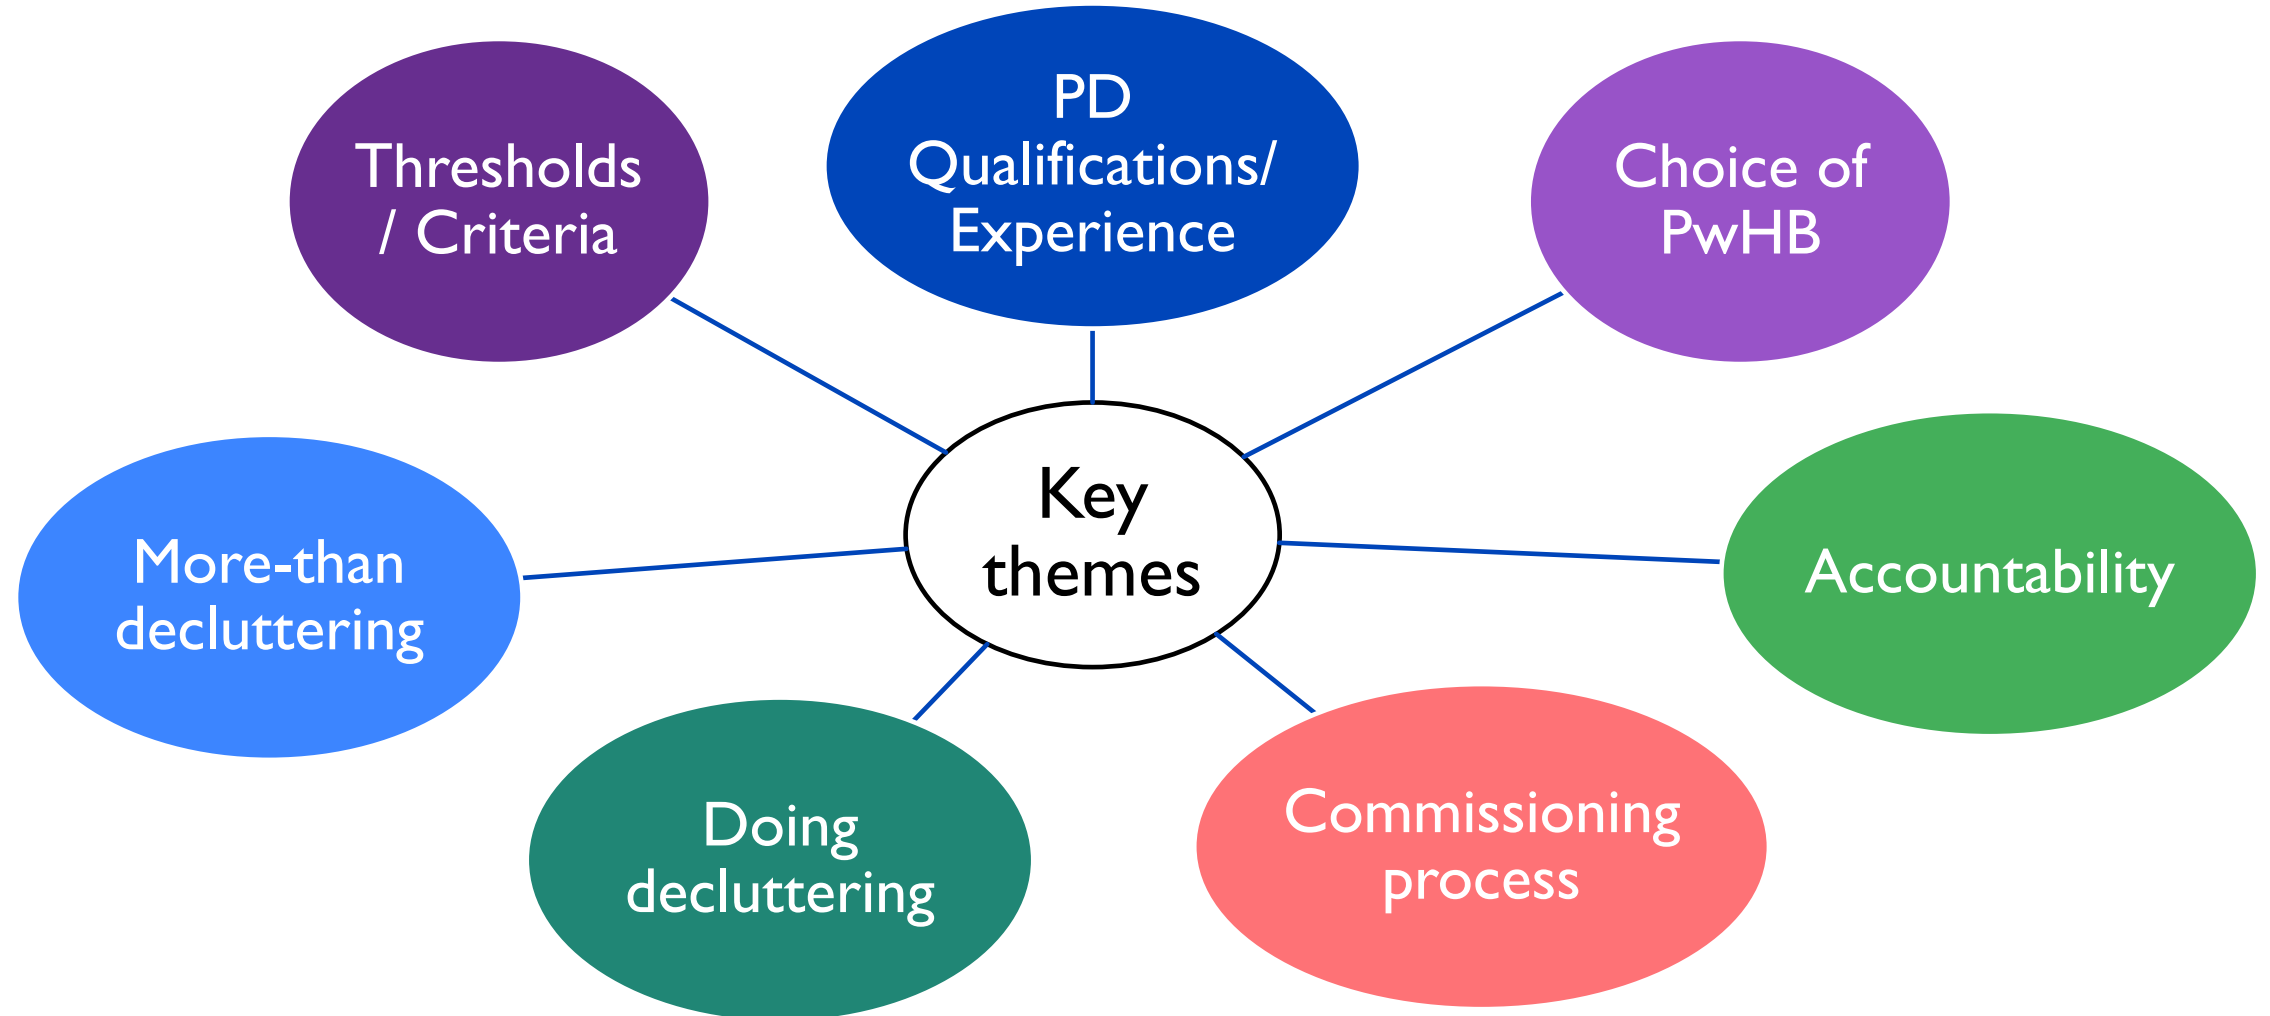 PD
Qualifications/
Experience
Thresholds
/ Criteria
Choice of
PwHB
Key
themes
More-than
decluttering
Accountability
Doing
decluttering
Commissioning
process